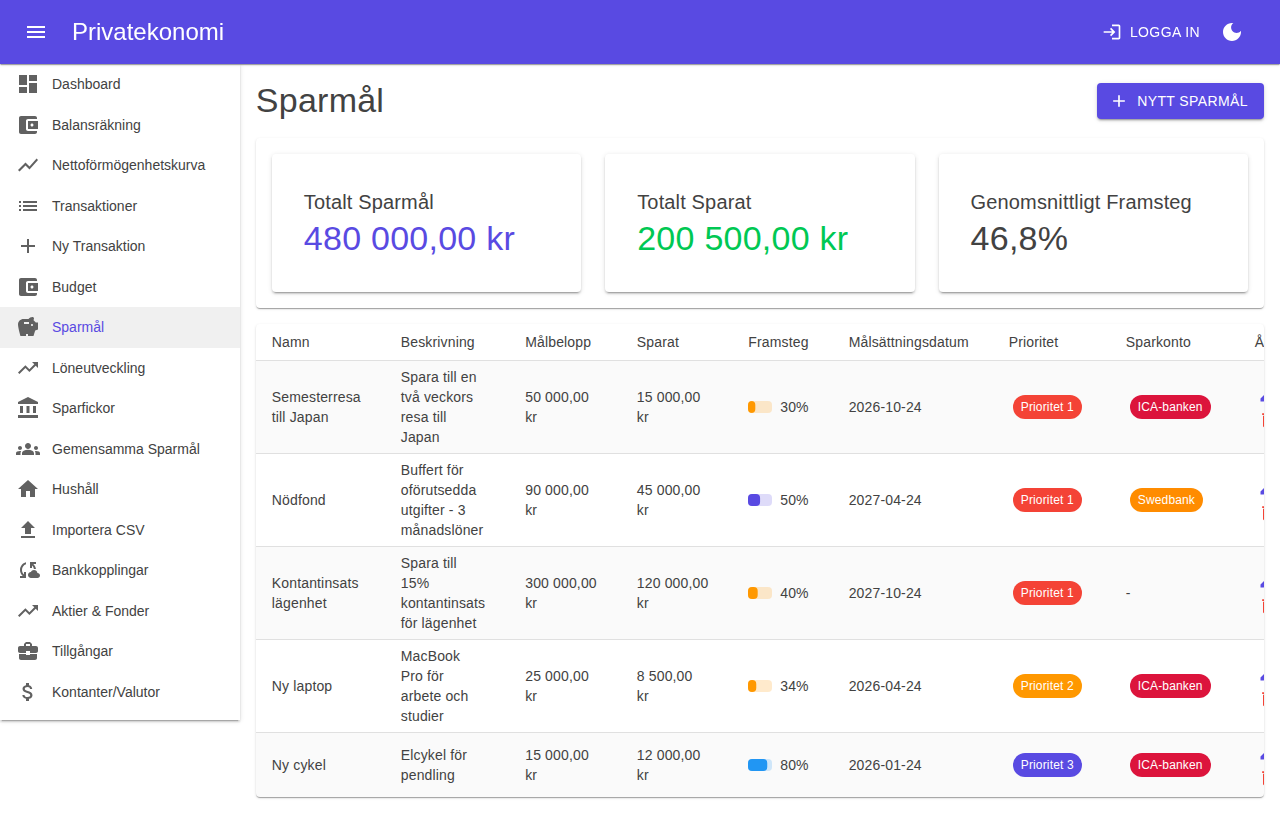 Privatekonomi
LOGGA IN
Dashboard
Balansräkning
Nettoförmögenhetskurva
Transaktioner
Ny Transaktion
Budget
Sparmål
Löneutveckling
Sparfickor
Gemensamma Sparmål
Hushåll
Importera CSV
Bankkopplingar
Aktier & Fonder
Tillgångar
Kontanter/Valutor
Sparmål
NYTT SPARMÅL
Totalt Sparmål
480 000,00 kr
Totalt Sparat
200 500,00 kr
Genomsnittligt Framsteg
46,8%
Namn Beskrivning Målbelopp Sparat Framsteg Målsättningsdatum Prioritet Sparkonto
Semesterresa
till Japan
Spara till en
två veckors
resa till
Japan
50 000,00
kr
15 000,00
kr
30%
2026-10-24
Prioritet 1
ICA-banken
Nödfond
Buffert för
oförutsedda
utgifter - 3
månadslöner
90 000,00
kr
45 000,00
kr
50%
2027-04-24
Prioritet 1
Swedbank
Kontantinsats
lägenhet
Spara till
15%
kontantinsats
för lägenhet
300 000,00
kr
120 000,00
kr
40%
2027-10-24
Prioritet 1
-
Ny laptop
MacBook
Pro för
arbete och
studier
25 000,00
kr
8 500,00
kr
34%
2026-04-24
Prioritet 2
ICA-banken
Ny cykel
Elcykel för
pendling
15 000,00
kr
12 000,00
kr
80%
2026-01-24
Prioritet 3
ICA-banken